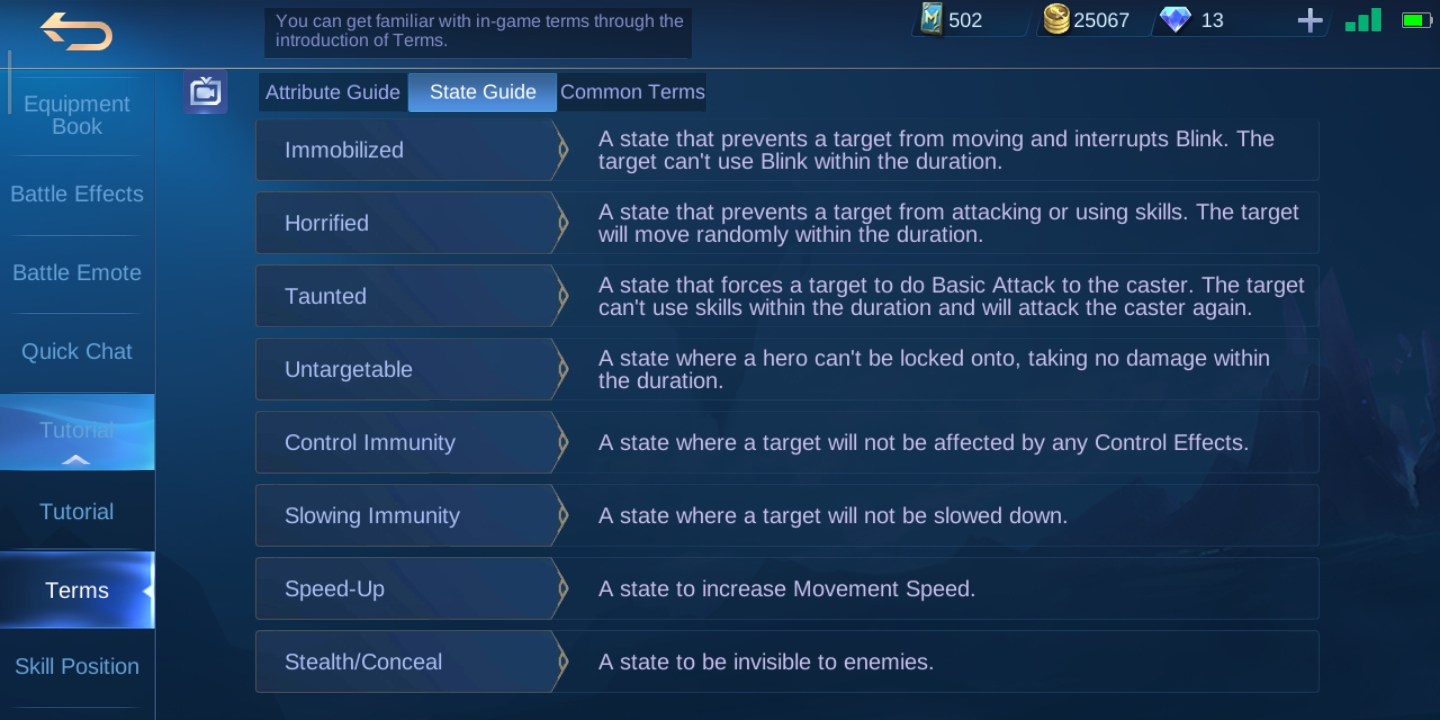 You can get familiar with in-game terms through the
introduction of Terms.
502
25067
13
Equipment
Book
Battle Effects
Battle Emote
Quick Chat
Tutorial
Tutorial
Terms
Skill Position
Attribute Guide
State Guide
Common Terms
Immobilized
A state that prevents a target from moving and interrupts Blink. The
target can't use Blink within the duration.
Horrified
A state that prevents a target from attacking or using skills. The target
will move randomly within the duration.
Taunted
A state that forces a target to do Basic Attack to the caster. The target
can't use skills within the duration and will attack the caster again.
Untargetable
A state where a hero can't be locked onto, taking no damage within
the duration.
Control Immunity
A state where a target will not be affected by any Control Effects.
Slowing Immunity
A state where a target will not be slowed down.
Speed-Up
A state to increase Movement Speed.
Stealth/Conceal
A state to be invisible to enemies.